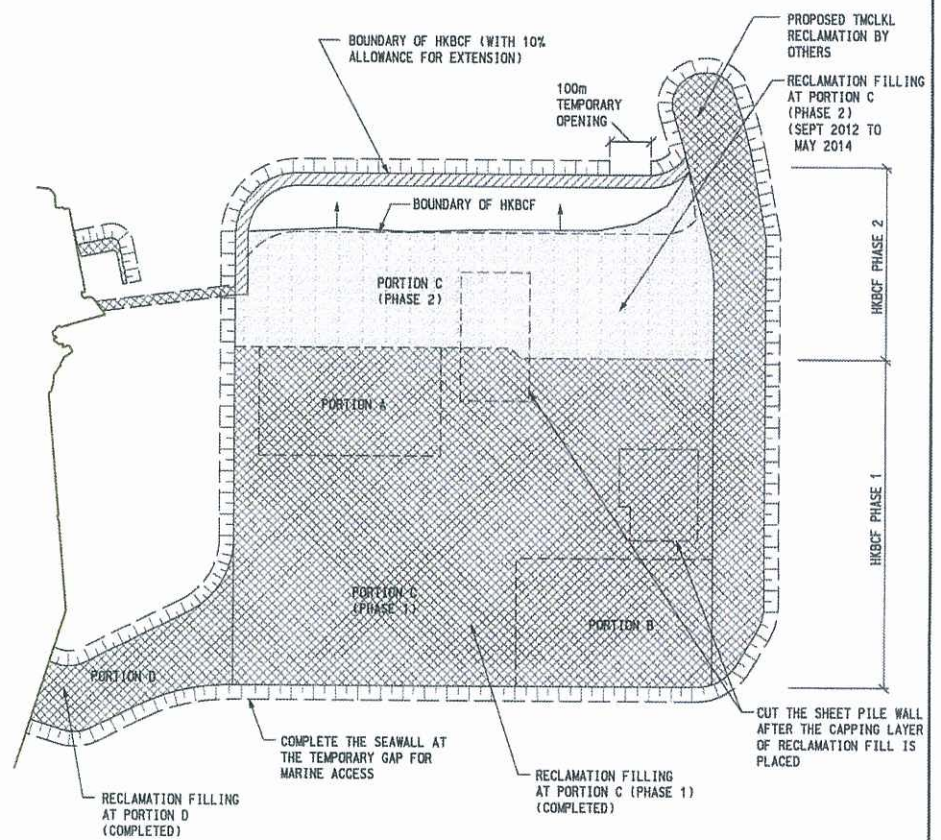 PROPOSED TMCLKL
RECLAMATION BY
OTHERS
BOUNDARY OF HKBCF (WITH 10%
ALLOWANCE FOR EXTENSION)
100m
TEMPORARY
OPENING
RECLAMATION FILLING
AT PORTION C
(PHASE 2)
(SEPT 2012 TO
MAY 2014
BOUNDARY OF HKBCF
PORTION C
(PHASE 2)
HKBCF PHASE 2
PORTION A
HKBCF PHASE 1
PORTION C
(PHASE 1)
PORTION B
PORTION D
CUT THE SHEET PILE WALL
AFTER THE CAPPING LAYER
OF RECLAMATION FILL IS
PLACED
COMPLETE THE SEAWALL AT
THE TEMPORARY GAP FOR
MARINE ACCESS
RECLAMATION FILLING
AT PORTION C (PHASE 1)
(COMPLETED)
RECLAMATION FILLING
AT PORTION D
(COMPLETED)